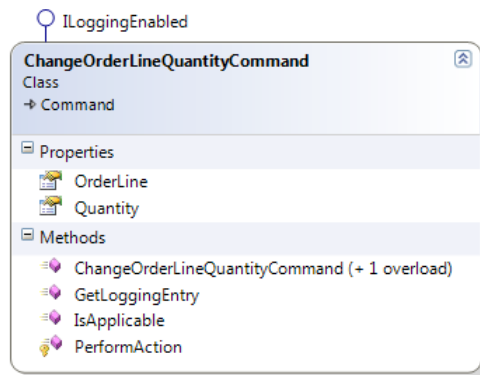 ILoggingEnabled
ChangeOrderLineQuantityCommand
Class
Command
Properties
OrderLine
Quantity
Methods
ChangeOrderLineQuantityCommand (+ 1 overload)
GetLoggingEntry
IsApplicable
PerformAction